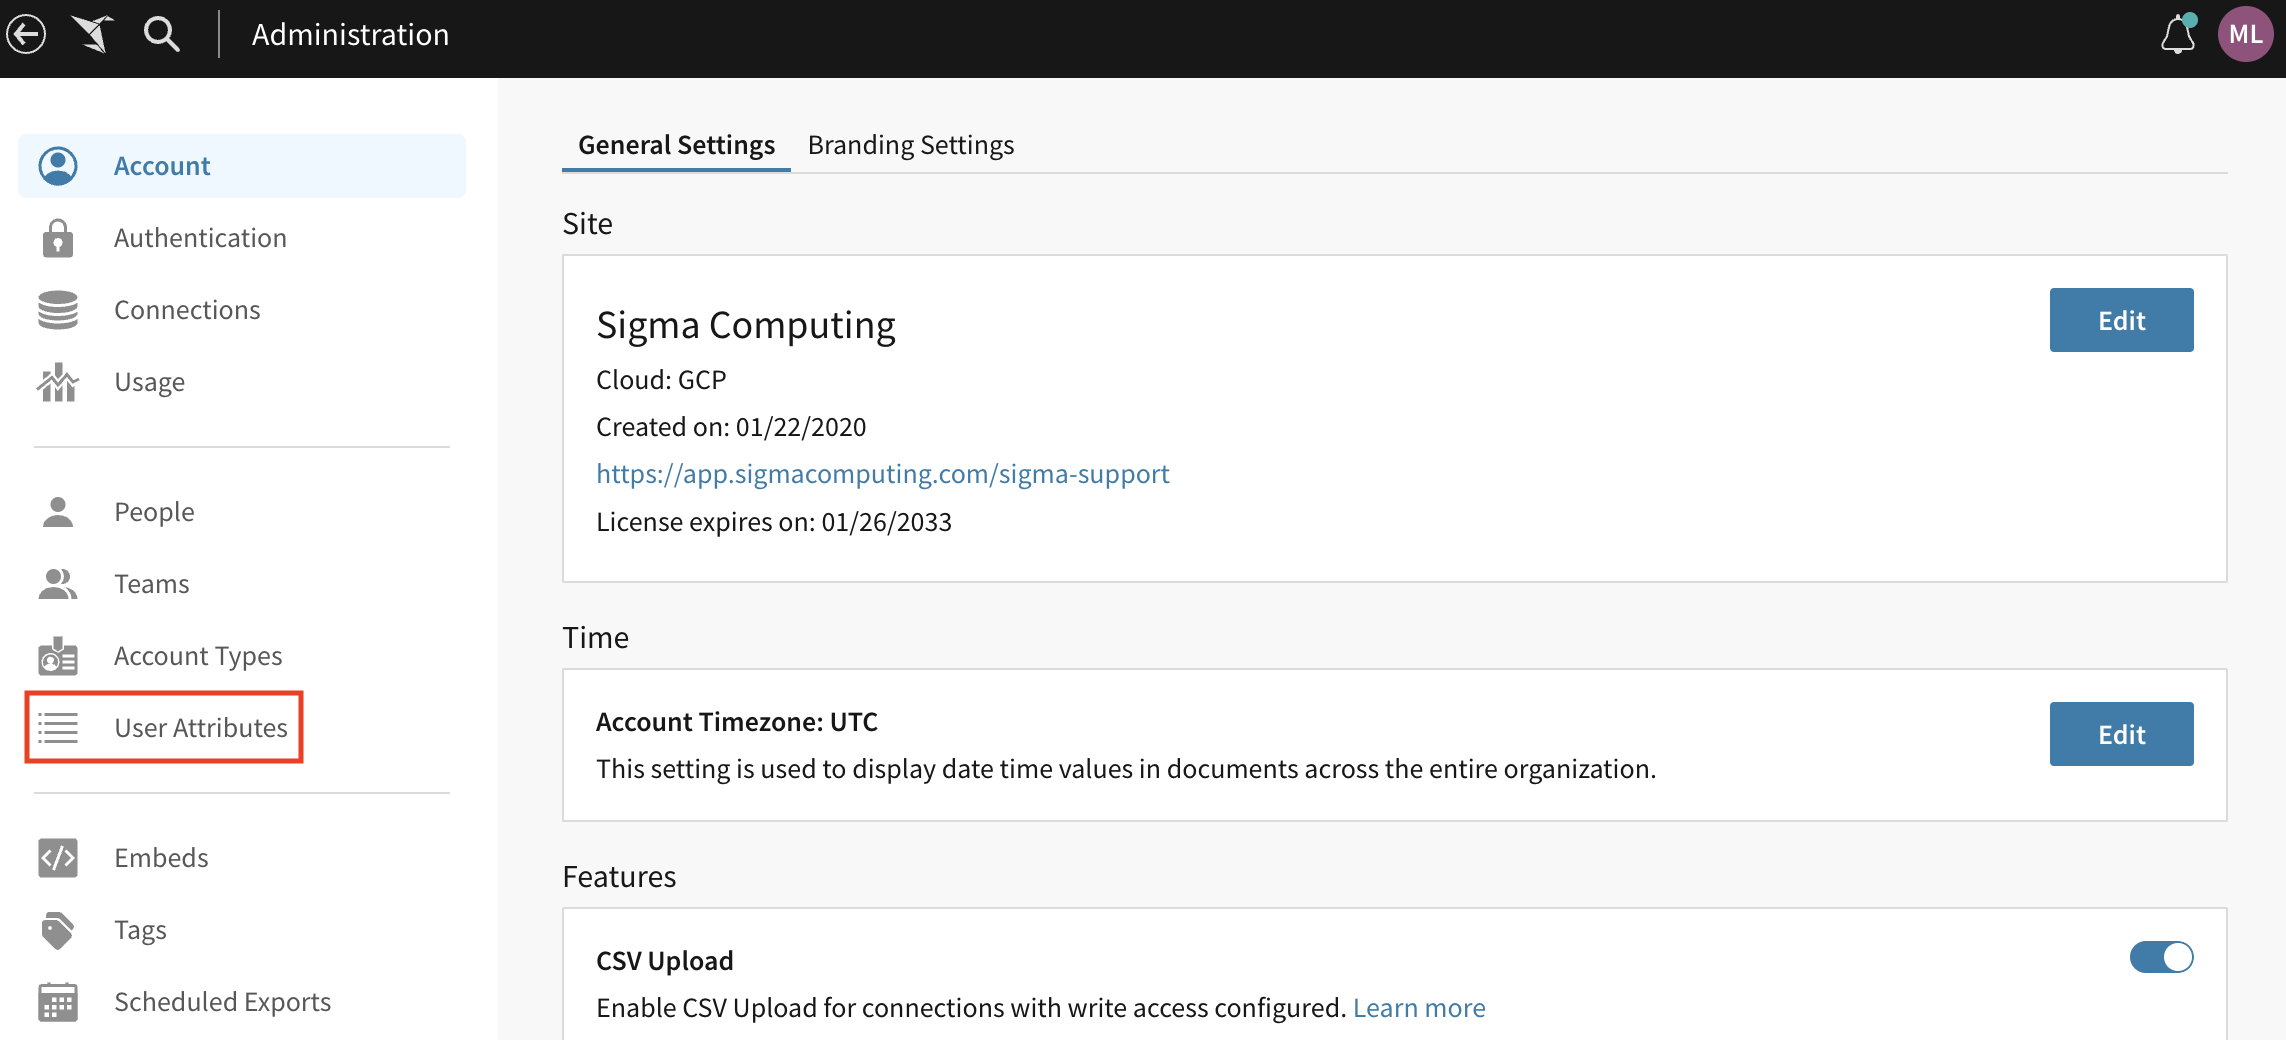 Administration
ML
Account
Authentication
Connections
Usage
People
Teams
Account Types
User Attributes
Embeds
Tags
Scheduled Exports
General Settings
Branding Settings
Site
Sigma Computing
Edit
Cloud: GCP
Created on: 01/22/2020
https://app.sigmacomputing.com/sigma-support
License expires on: 01/26/2033
Time
Account Timezone: UTC
Edit
This setting is used to display date time values in documents across the entire organization.
Features
CSV Upload
Enable CSV Upload for connections with write access configured. Learn more